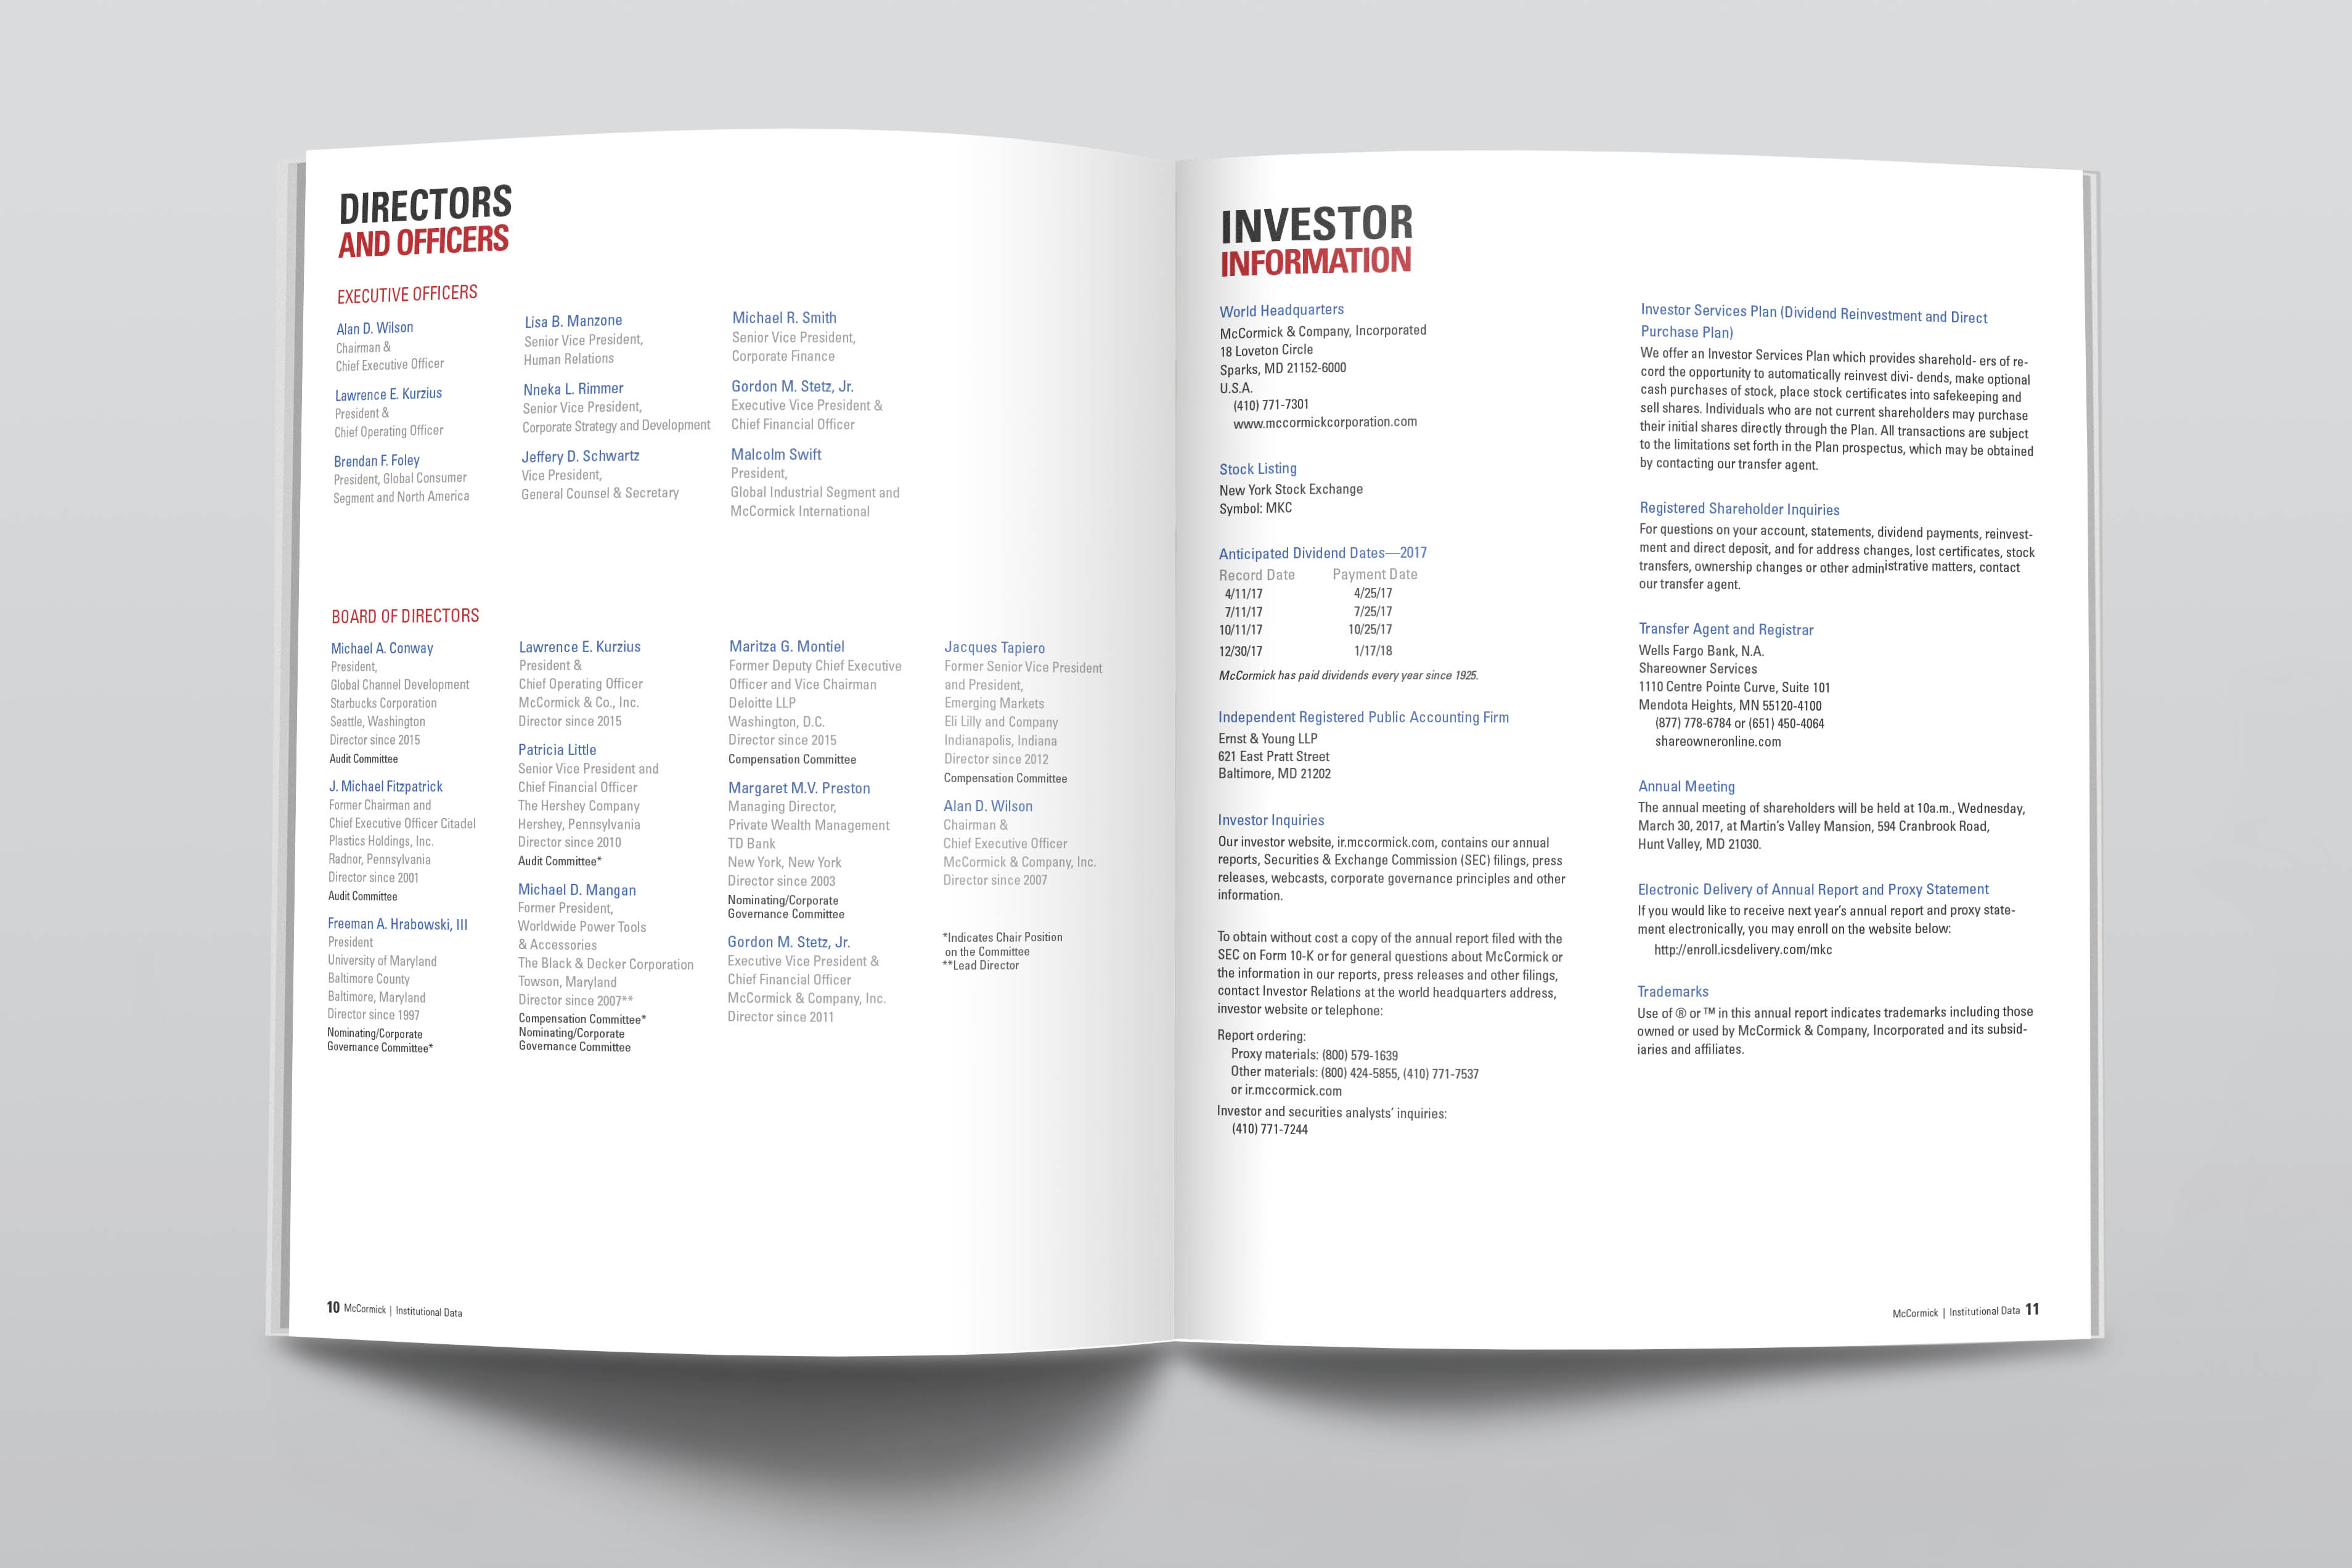 DIRECTORS
AND OFFICERS
EXECUTIVE OFFICERS
Alan D. Wilson
Chairman &
Chief Executive Officer
Lawrence E. Kurzius
President &
Chief Operating Officer
Brendan F. Foley
President, Global Consumer
Segment and North America
Lisa B. Manzone
Senior Vice President,
Human Relations
Nneka L. Rimmer
Senior Vice President,
Corporate Strategy and Development
Jeffery D. Schwartz
Vice President,
General Counsel & Secretary
Michael R. Smith
Senior Vice President,
Corporate Finance
Gordon M. Stetz, Jr.
Executive Vice President &
Chief Financial Officer
Malcolm Swift
President,
Global Industrial Segment and
McCormick International
BOARD OF DIRECTORS
Michael A. Conway
President,
Global Channel Development
Starbucks Corporation
Seattle, Washington
Director since 2015
Audit Committee
J. Michael Fitzpatrick
Former Chairman and
Chief Executive Officer Citadel
Plastics Holdings, Inc.
Radnor, Pennsylvania
Director since 2001
Audit Committee
Freeman A. Hrabowski, III
President
University of Maryland
Baltimore County
Baltimore, Maryland
Director since 1997
Nominating/Corporate
Governance Committee*
Lawrence E. Kurzius
President &
Chief Operating Officer
McCormick & Co., Inc.
Director since 2015
Patricia Little
Senior Vice President and
Chief Financial Officer
The Hershey Company
Hershey, Pennsylvania
Director since 2010
Audit Committee*
Michael D. Mangan
Former President,
Worldwide Power Tools
& Accessories
The Black & Decker Corporation
Towson, Maryland
Director since 2007**
Compensation Committee*
Nominating/Corporate
Governance Committee
Maritza G. Montiel
Former Deputy Chief Executive
Officer and Vice Chairman
Deloitte LLP
Washington, D.C.
Director since 2015
Compensation Committee
Margaret M.V. Preston
Managing Director,
Private Wealth Management
TD Bank
New York, New York
Director since 2003
Nominating/Corporate
Governance Committee
Gordon M. Stetz, Jr.
Executive Vice President &
Chief Financial Officer
McCormick & Company, Inc.
Director since 2011
Jacques Tapiero
Former Senior Vice President
and President,
Emerging Markets
Eli Lilly and Company
Indianapolis, Indiana
Director since 2012
Compensation Committee
Alan D. Wilson
Chairman &
Chief Executive Officer
McCormick & Company, Inc.
Director since 2007
*Indicates Chair Position
on the Committee
**Lead Director
10 McCormick | Institutional Data
INVESTOR
INFORMATION
World Headquarters
McCormick & Company, Incorporated
18 Loveton Circle
Sparks, MD 21152-6000
U.S.A.
(410) 771-7301
www.mccormickcorporation.com
Stock Listing
New York Stock Exchange
Symbol: MKC
Anticipated Dividend Dates—2017
Record Date Payment Date
4/11/17 4/25/17
7/11/17 7/25/17
10/11/17 10/25/17
12/30/17 1/17/18
McCormick has paid dividends every year since 1925.
Independent Registered Public Accounting Firm
Ernst & Young LLP
621 East Pratt Street
Baltimore, MD 21202
Investor Inquiries
Our investor website, ir.mccormick.com, contains our annual
reports, Securities & Exchange Commission (SEC) filings, press
releases, webcasts, corporate governance principles and other
information.
To obtain without cost a copy of the annual report filed with the
SEC on Form 10-K or for general questions about McCormick or
the information in our reports, press releases and other filings,
contact Investor Relations at the world headquarters address,
investor website or telephone:
Report ordering:
Proxy materials: (800) 579-1639
Other materials: (800) 424-5855, (410) 771-7537
or ir.mccormick.com
Investor and securities analysts' inquiries:
(410) 771-7244
Investor Services Plan (Dividend Reinvestment and Direct
Purchase Plan)
We offer an Investor Services Plan which provides sharehold- ers of re-
cord the opportunity to automatically reinvest divi- dends, make optional
cash purchases of stock, place stock certificates into safekeeping and
sell shares. Individuals who are not current shareholders may purchase
their initial shares directly through the Plan. All transactions are subject
to the limitations set forth in the Plan prospectus, which may be obtained
by contacting our transfer agent.
Registered Shareholder Inquiries
For questions on your account, statements, dividend payments, reinvest-
ment and direct deposit, and for address changes, lost certificates, stock
transfers, ownership changes or other administrative matters, contact
our transfer agent.
Transfer Agent and Registrar
Wells Fargo Bank, N.A.
Shareowner Services
1110 Centre Pointe Curve, Suite 101
Mendota Heights, MN 55120-4100
(877) 778-6784 or (651) 450-4064
shareowneronline.com
Annual Meeting
The annual meeting of shareholders will be held at 10a.m., Wednesday,
March 30, 2017, at Martin's Valley Mansion, 594 Cranbrook Road,
Hunt Valley, MD 21030.
Electronic Delivery of Annual Report and Proxy Statement
If you would like to receive next year's annual report and proxy state-
ment electronically, you may enroll on the website below:
http://enroll.icsdelivery.com/mkc
Trademarks
Use of ® or ™ in this annual report indicates trademarks including those
owned or used by McCormick & Company, Incorporated and its subsid-
iaries and affiliates.
McCormick | Institutional Data 11